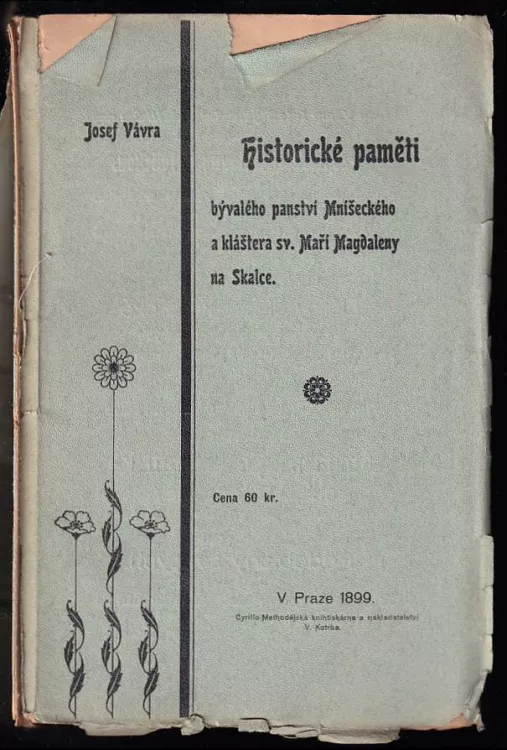 Josef Vávra
Historické paměti
bývalého panství Mníšeckého
a kláštera sv. Maří Magdaleny
na Skalce.
Cena 60 kr.
V Praze 1899.
Cyrillo-Methodějská knihtiskárna a nakladatelství
V. Kotrba.